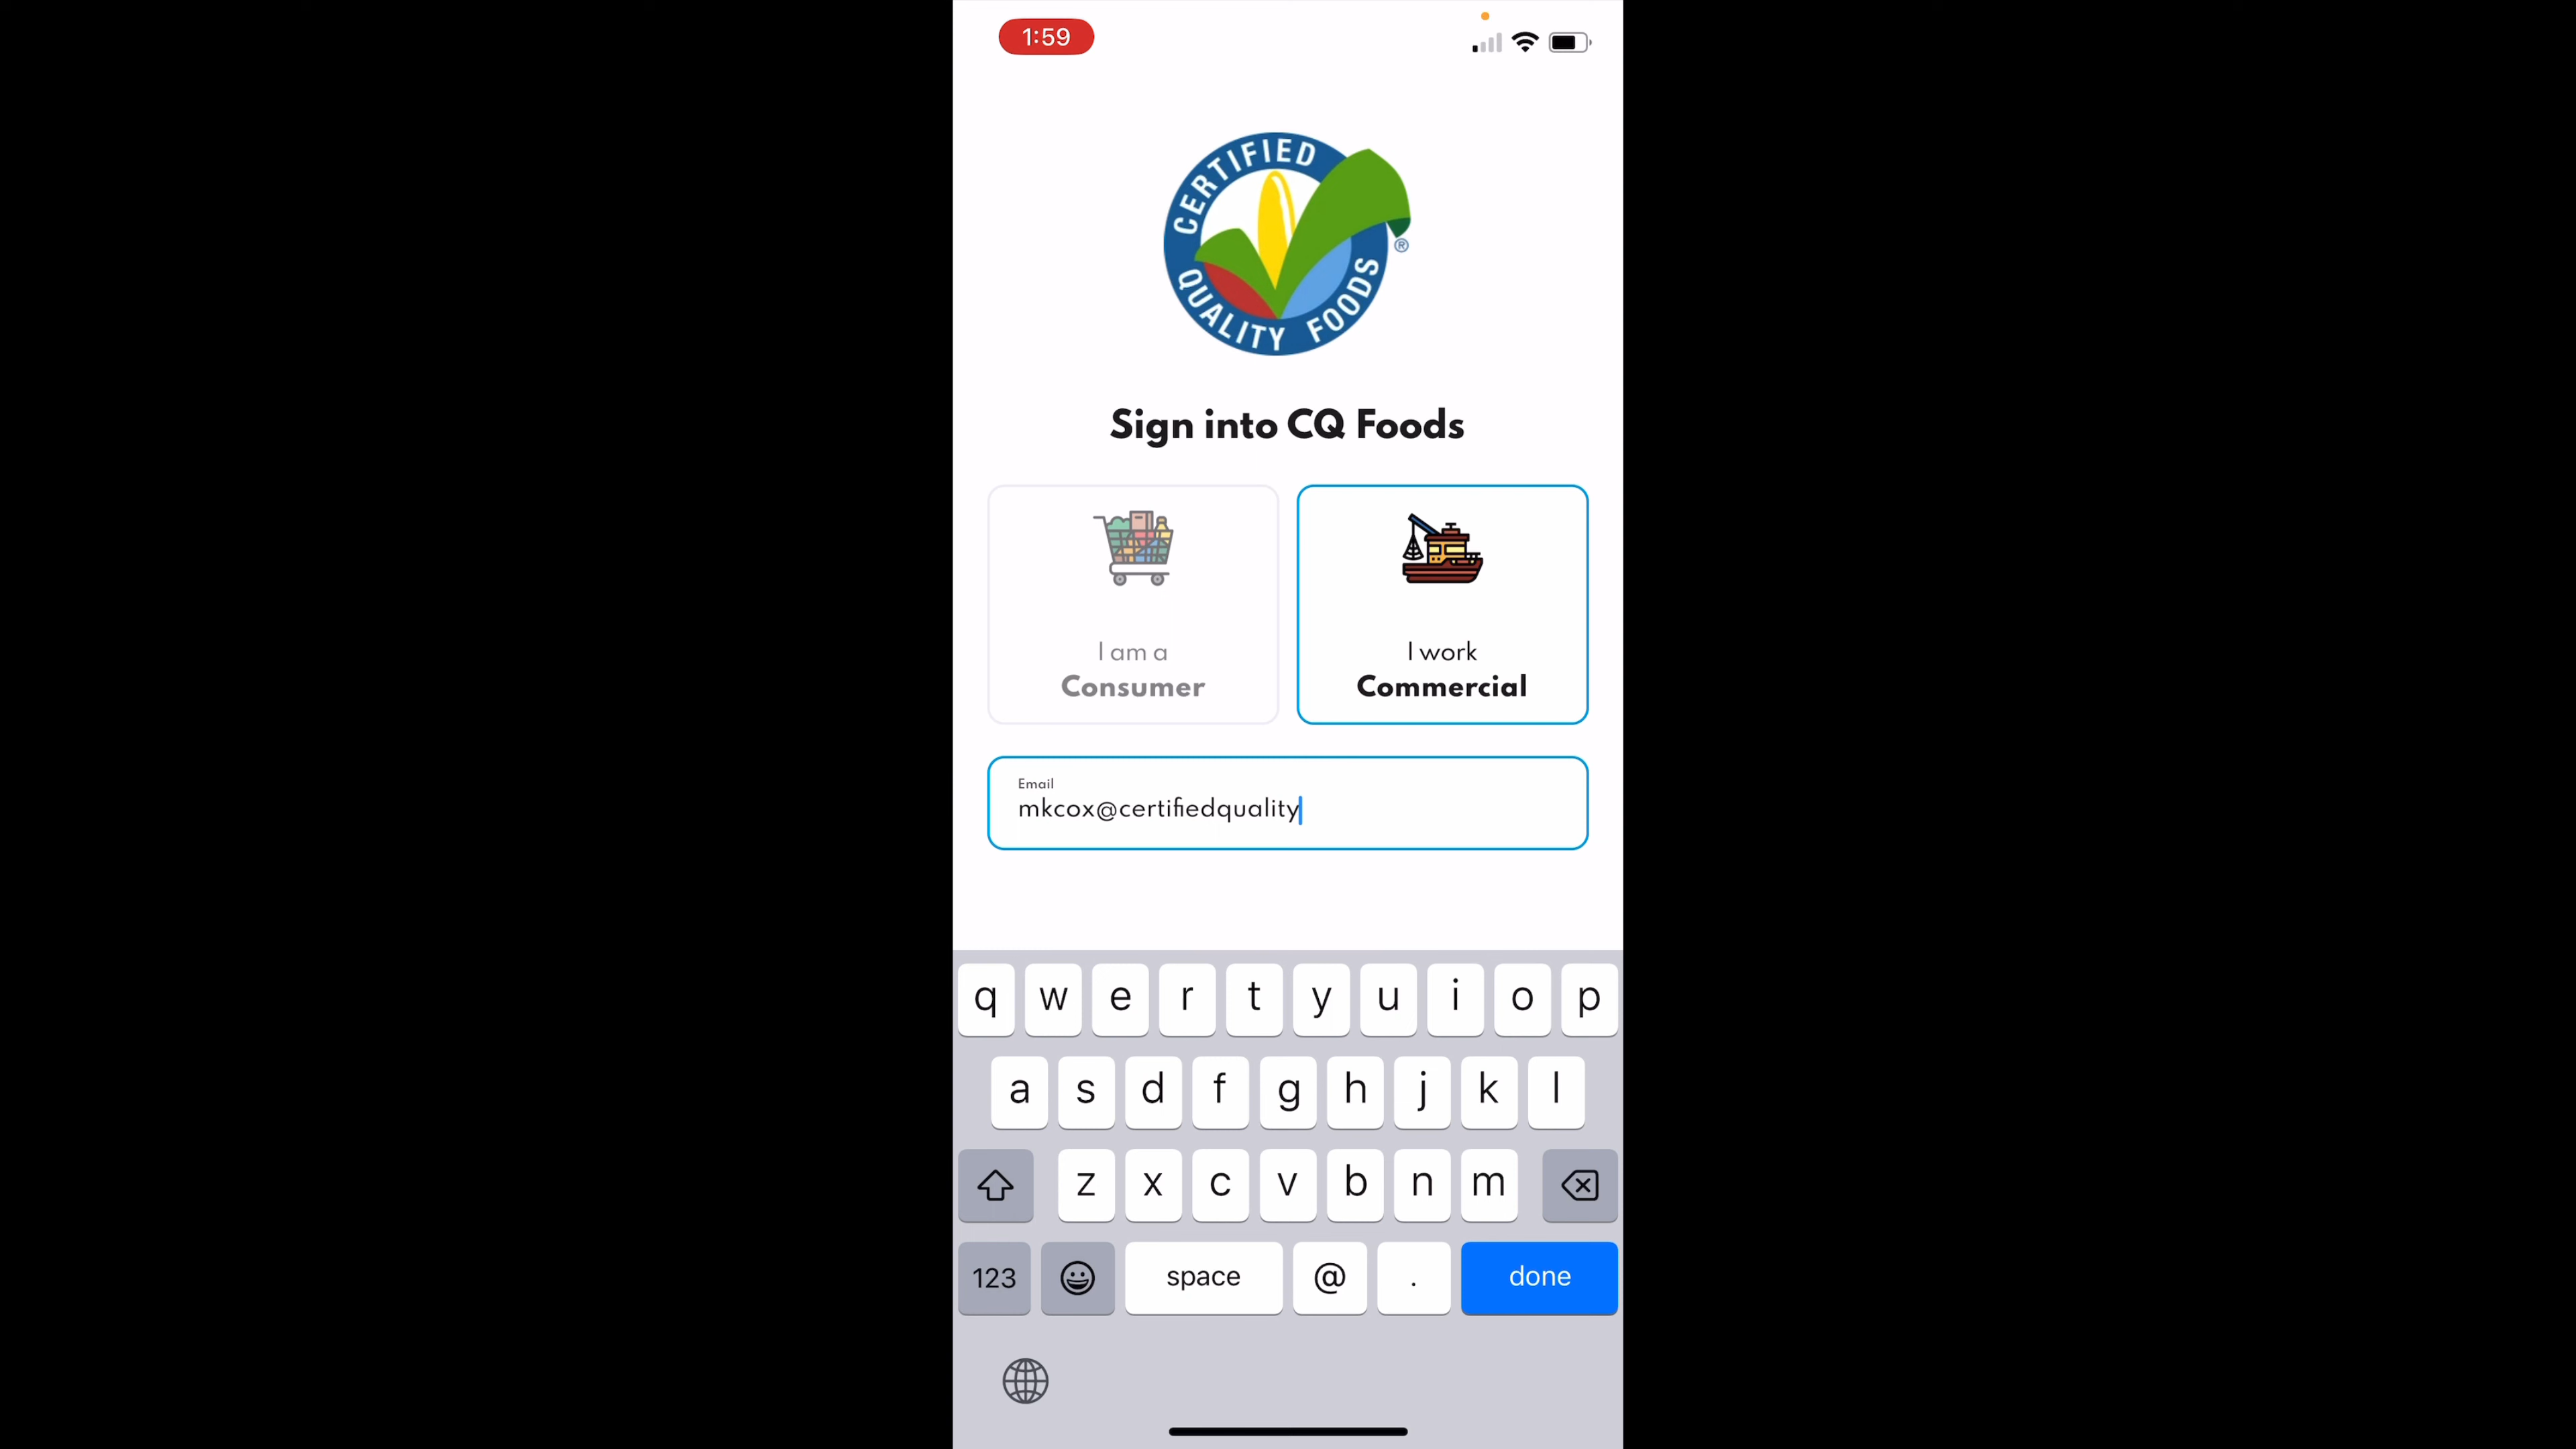 1:59
CERTIFIED
QUALITY FOODS
®
Sign into CQ Foods
I am a
Consumer
I work
Commercial
Email
mkcox@certifiedquality
q w e r t y u i o p
a s d f g h j k l
z x c v b n m
123 space @ . done